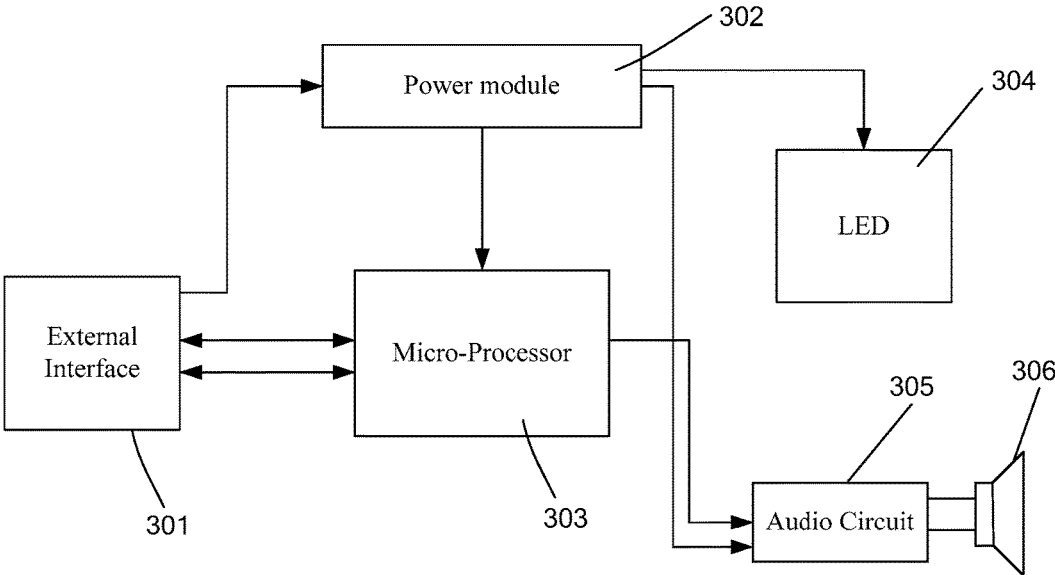 302
Power module
304
LED
External
Interface
Micro-Processor
301
303
305
306
Audio Circuit